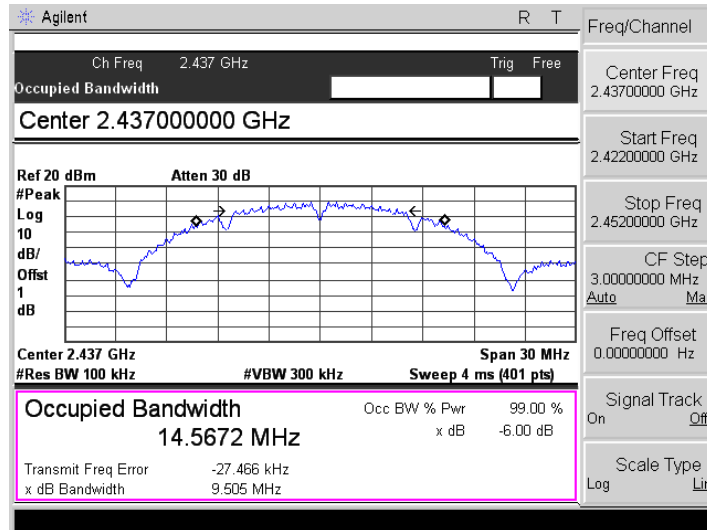 Agilent
R T
Freq/Channel
Ch Freq 2.437 GHz Trig Free
Occupied Bandwidth
Center 2.437000000 GHz
Ref 20 dBm Atten 30 dB
#Peak
Log
10
dB/
Offst
1
dB
Center 2.437 GHz Span 30 MHz
#Res BW 100 kHz #VBW 300 kHz Sweep 4 ms (401 pts)
Occupied Bandwidth
14.5672 MHz
Occ BW % Pwr 99.00 %
x dB -6.00 dB
Transmit Freq Error -27.466 kHz
x dB Bandwidth 9.505 MHz
Center Freq
2.43700000 GHz
Start Freq
2.42200000 GHz
Stop Freq
2.45200000 GHz
CF Step
3.00000000 MHz
Auto Ma
Freq Offset
0.00000000 Hz
Signal Track
On Off
Scale Type
Log Lin